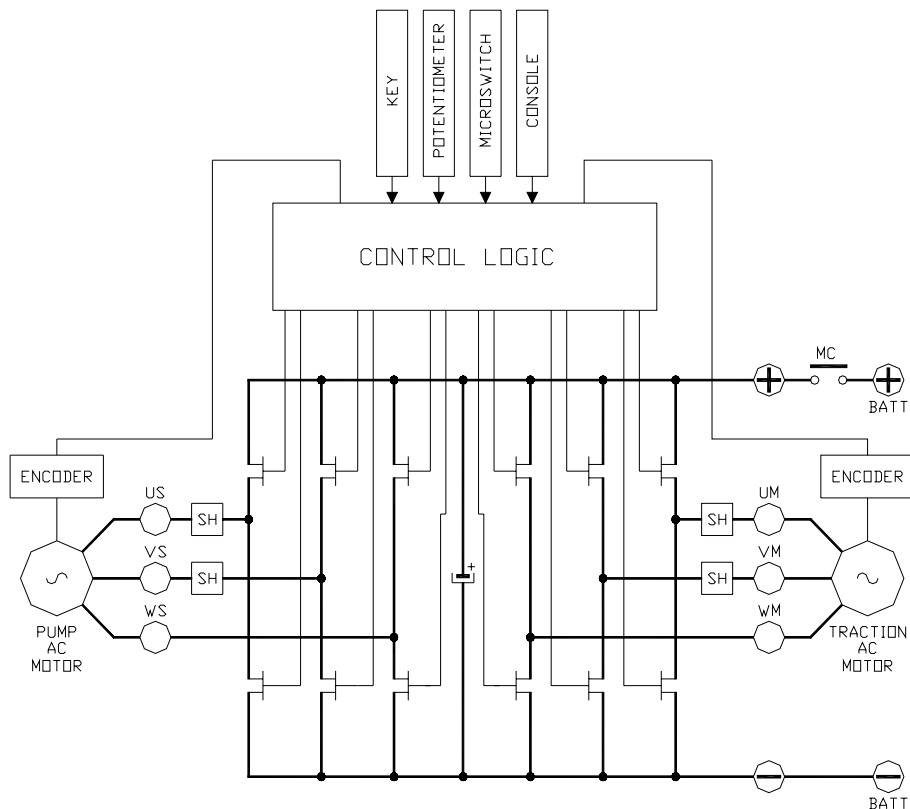 KEY
POTENTIOMETER
MICROSWITCH
CONSOLE
CONTROL LOGIC
MC
+
+
BATT
ENCODER
ENCODER
US
SH
SH
UM
VS
SH
SH
VM
+
WS
WM
PUMP
AC
MOTOR
TRACTION
AC
MOTOR
-
-
BATT